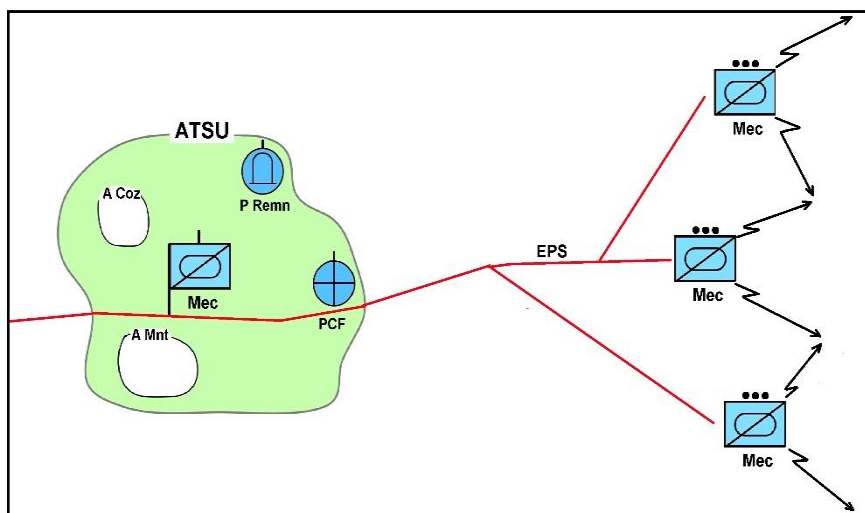 Mec
ATSU
A Coz
P Remn
Mec
EPS
Mec
PCF
A Mnt
Mec